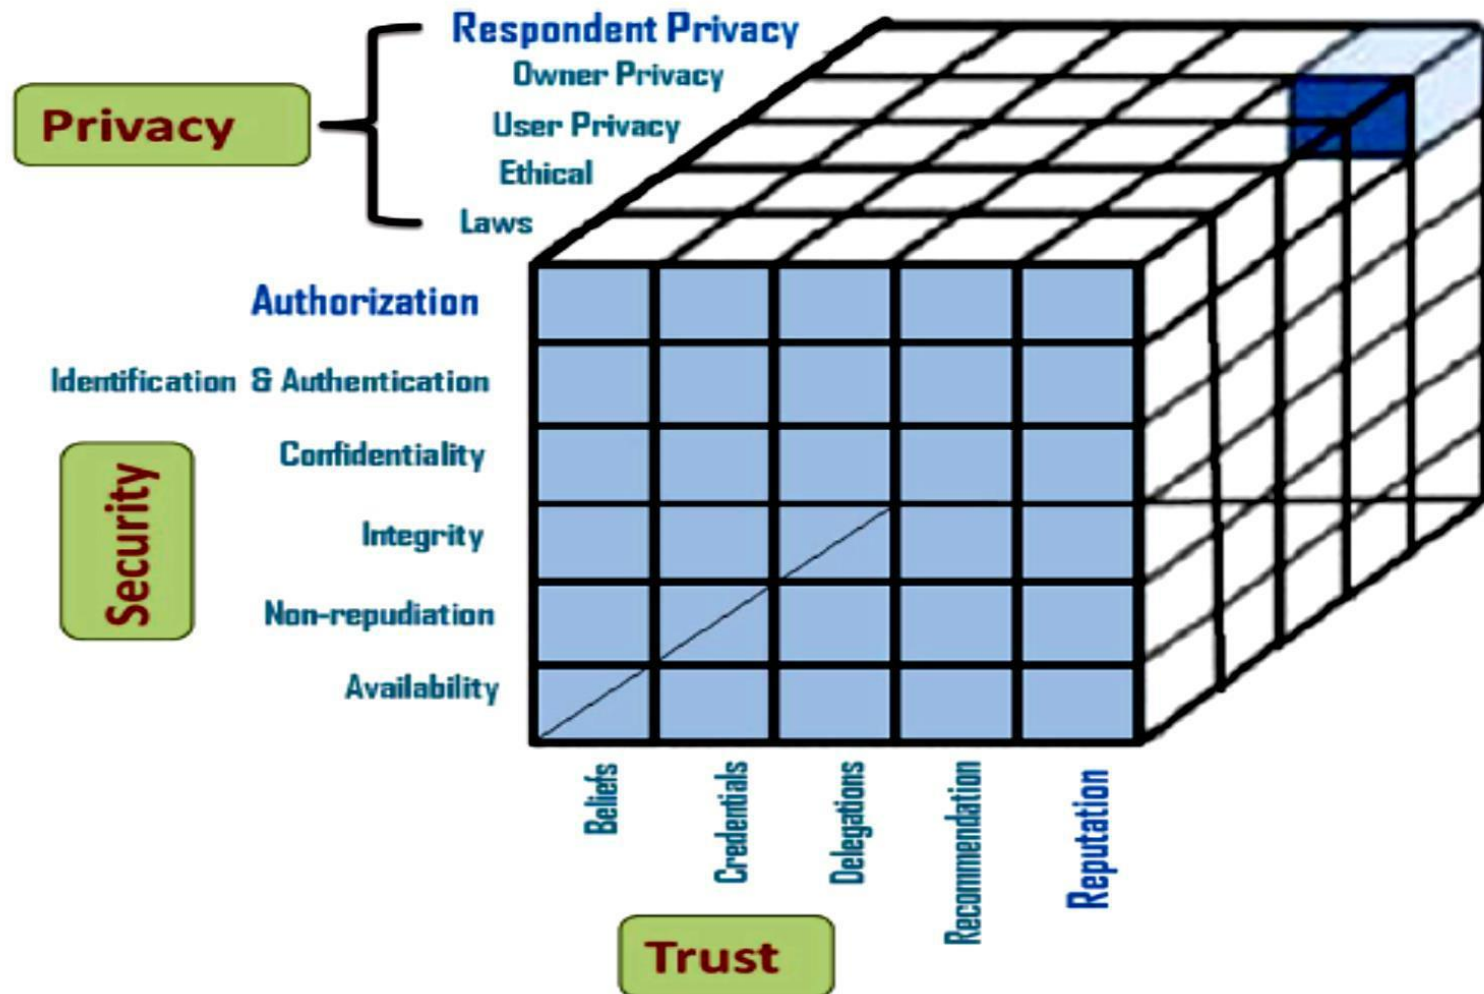 Respondent Privacy
Owner Privacy
Privacy
User Privacy
Ethical
Laws
Authorization
Identification & Authentication
Confidentiality
Security
Integrity
Non-repudiation
Availability
Beliefs
Credentials
Delegations
Recommendation
Reputation
Trust